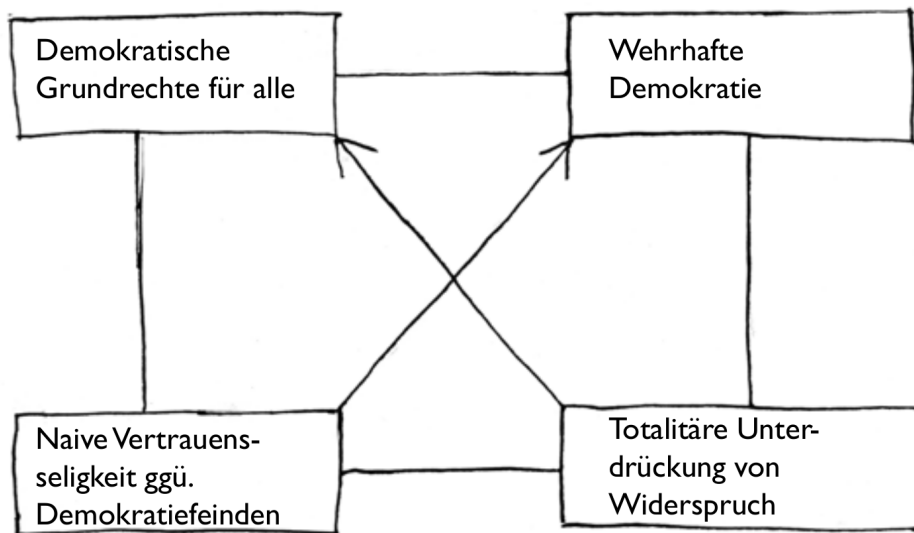 Demokratische
Grundrechte für alle
Wehrhafte
Demokratie
Naive Vertrauens-
seligkeit ggü.
Demokratiefeinden
Totalitäre Unter-
drückung von
Widerspruch